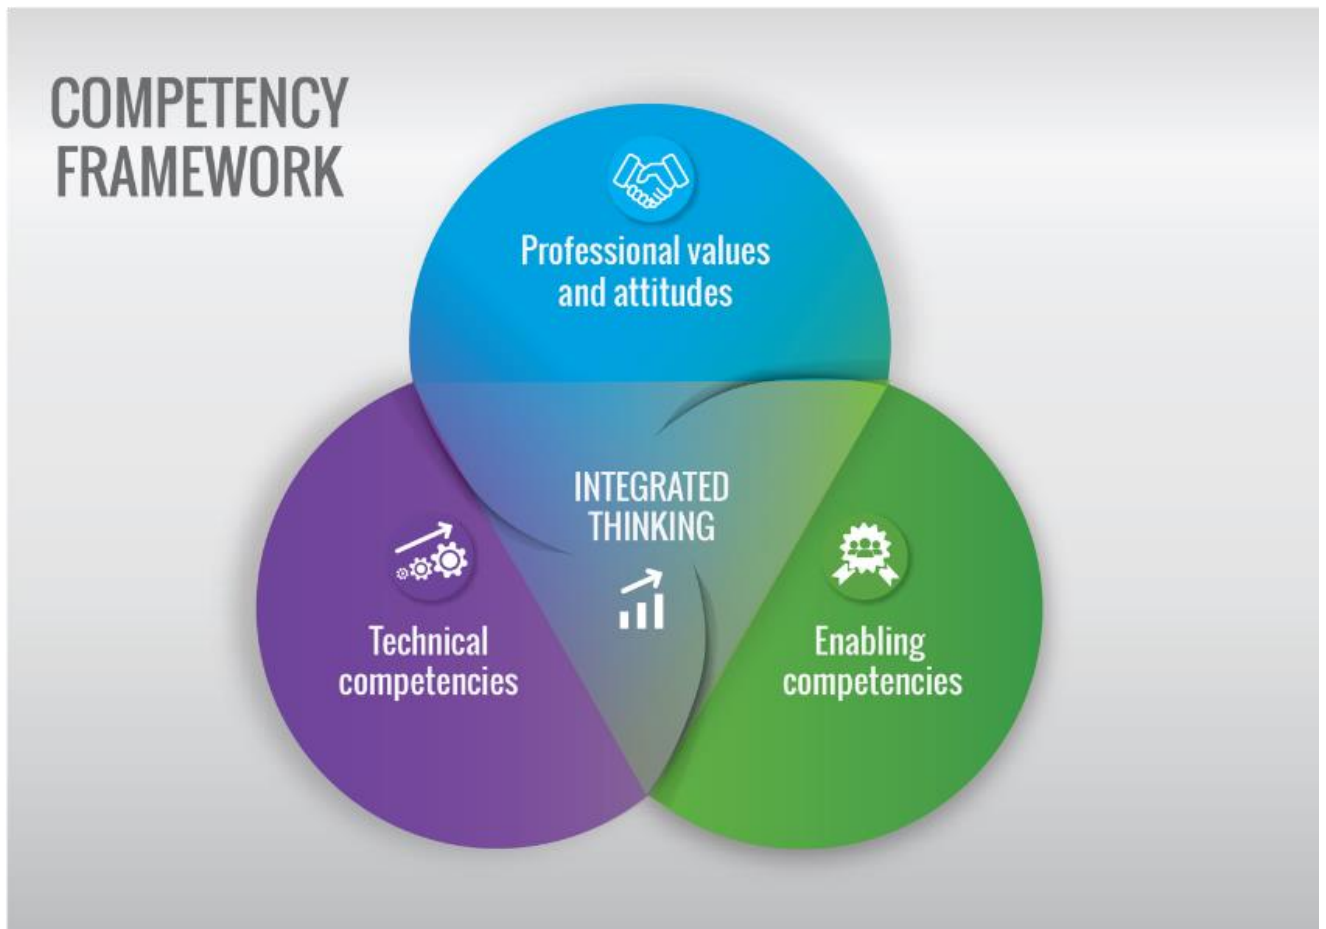 COMPETENCY
FRAMEWORK
Professional values
and attitudes
INTEGRATED
THINKING
Technical
competencies
Enabling
competencies